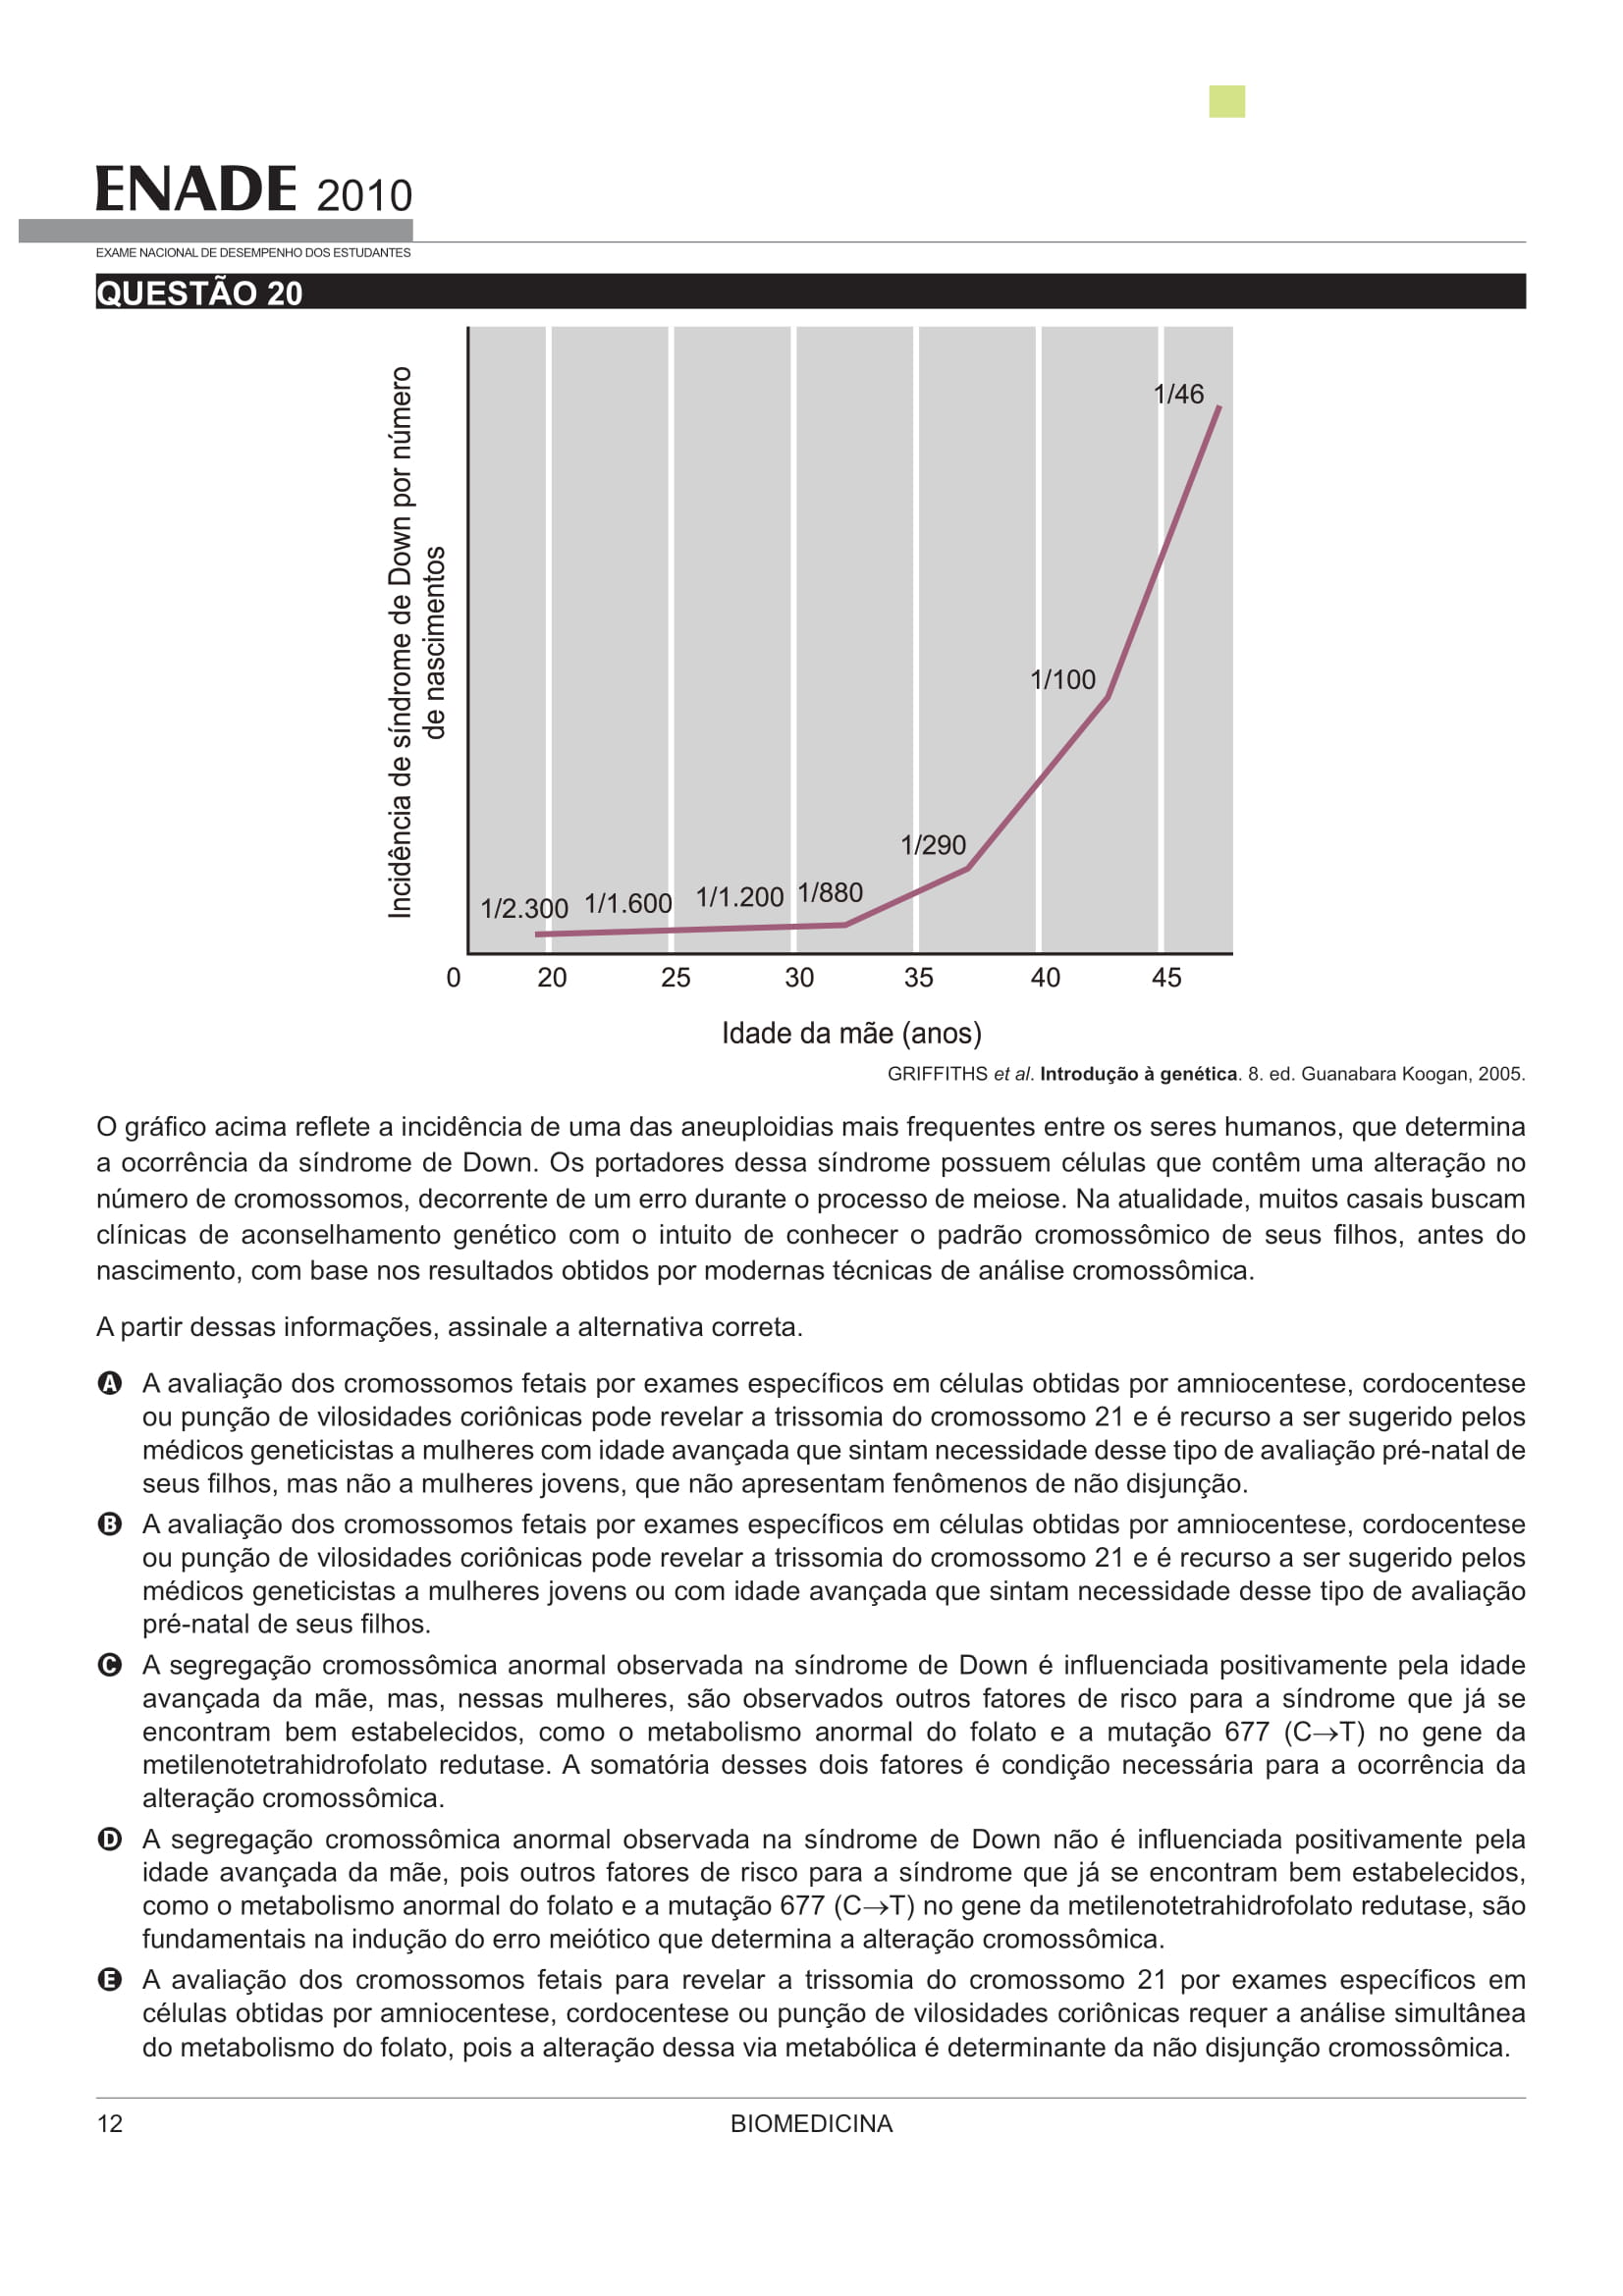 ENADE 2010
EXAME NACIONAL DE DESEMPENHO DOS ESTUDANTES
QUESTÃO 20
Incidência de síndrome de Down por número
de nascimentos
1/2.300
1/1.600
1/1.200
1/880
1/290
1/100
1/46
0 20 25 30 35 40 45
Idade da mãe (anos)
GRIFFITHS et al. Introdução à genética. 8. ed. Guanabara Koogan, 2005.
O gráfico acima reflete a incidência de uma das aneuploidias mais frequentes entre os seres humanos, que determina
a ocorrência da síndrome de Down. Os portadores dessa síndrome possuem células que contêm uma alteração no
número de cromossomos, decorrente de um erro durante o processo de meiose. Na atualidade, muitos casais buscam
clínicas de aconselhamento genético com o intuito de conhecer o padrão cromossômico de seus filhos, antes do
nascimento, com base nos resultados obtidos por modernas técnicas de análise cromossômica.
A partir dessas informações, assinale a alternativa correta.
A A avaliação dos cromossomos fetais por exames específicos em células obtidas por amniocentese, cordocentese
ou punção de vilosidades coriônicas pode revelar a trissomia do cromossomo 21 e é recurso a ser sugerido pelos
médicos geneticistas a mulheres com idade avançada que sintam necessidade desse tipo de avaliação pré-natal de
seus filhos, mas não a mulheres jovens, que não apresentam fenômenos de não disjunção.
B A avaliação dos cromossomos fetais por exames específicos em células obtidas por amniocentese, cordocentese
ou punção de vilosidades coriônicas pode revelar a trissomia do cromossomo 21 e é recurso a ser sugerido pelos
médicos geneticistas a mulheres jovens ou com idade avançada que sintam necessidade desse tipo de avaliação
pré-natal de seus filhos.
C A segregação cromossômica anormal observada na síndrome de Down é influenciada positivamente pela idade
avançada da mãe, mas, nessas mulheres, são observados outros fatores de risco para a síndrome que já se
encontram bem estabelecidos, como o metabolismo anormal do folato e a mutação 677 (C→T) no gene da
metilenotetrahidrofolato redutase. A somatória desses dois fatores é condição necessária para a ocorrência da
alteração cromossômica.
D A segregação cromossômica anormal observada na síndrome de Down não é influenciada positivamente pela
idade avançada da mãe, pois outros fatores de risco para a síndrome que já se encontram bem estabelecidos,
como o metabolismo anormal do folato e a mutação 677 (C→T) no gene da metilenotetrahidrofolato redutase, são
fundamentais na indução do erro meiótico que determina a alteração cromossômica.
E A avaliação dos cromossomos fetais para revelar a trissomia do cromossomo 21 por exames específicos em
células obtidas por amniocentese, cordocentese ou punção de vilosidades coriônicas requer a análise simultânea
do metabolismo do folato, pois a alteração dessa via metabólica é determinante da não disjunção cromossômica.
12
BIOMEDICINA